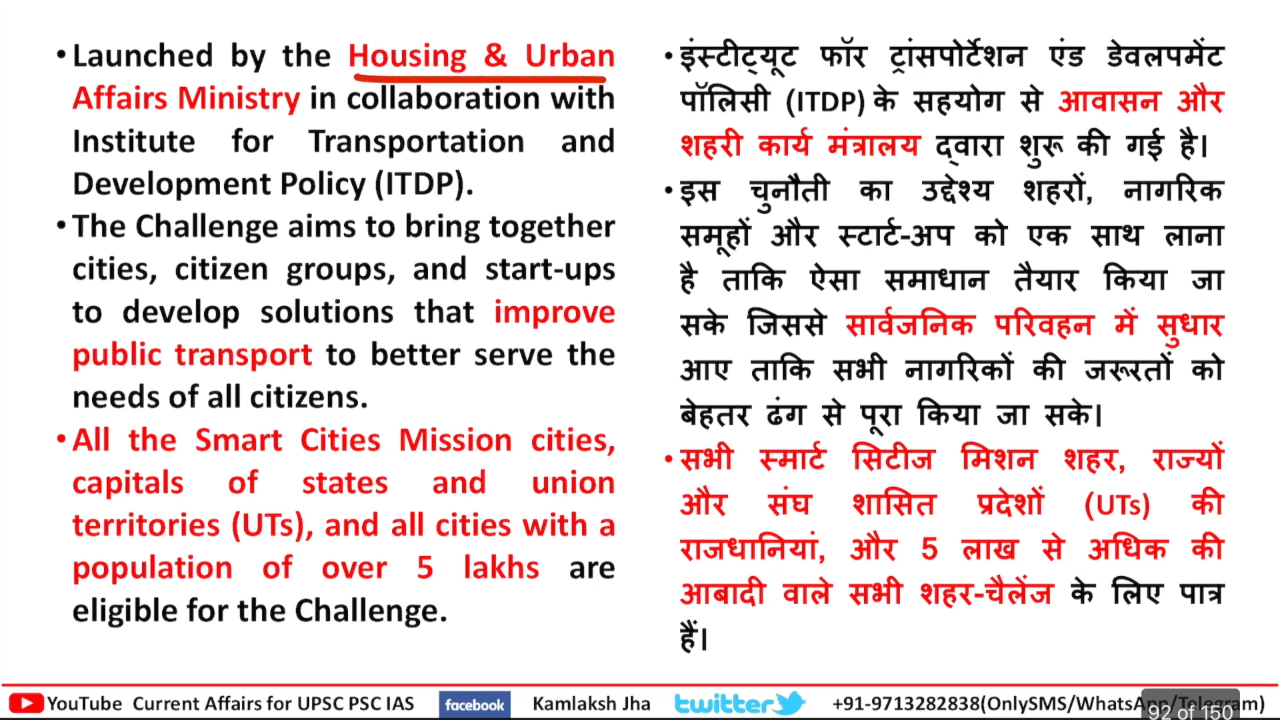 •Launched by the Housing & Urban
Affairs Ministry in collaboration with
Institute for Transportation and
Development Policy (ITDP).
•The Challenge aims to bring together
cities, citizen groups, and start-ups
to develop solutions that improve
public transport to better serve the
needs of all citizens.
•All the Smart Cities Mission cities,
capitals of states and union
territories (UTs), and all cities with a
population of over 5 lakhs are
eligible for the Challenge.
•इंस्टीट्यूट फॉर ट्रांसपोर्टेशन एंड डेवलपमेंट
पॉलिसी (ITDP) के सहयोग से आवासन और
शहरी कार्य मंत्रालय द्वारा शुरू की गई है।
•इस चुनौती का उद्देश्य शहरों, नागरिक
समूहों और स्टार्ट-अप को एक साथ लाना
है ताकि ऐसा समाधान तैयार किया जा
सके जिससे सार्वजनिक परिवहन में सुधार
आए ताकि सभी नागरिकों की जरूरतों को
बेहतर ढंग से पूरा किया जा सके।
•सभी स्मार्ट सिटीज मिशन शहर, राज्यों
और संघ शासित प्रदेशों (UTs) की
राजधानियां, और 5 लाख से अधिक की
आबादी वाले सभी शहर-चैलेंज के लिए पात्र
हैं।
YouTube Current Affairs for UPSC PSC IAS facebook Kamlaksh Jha twitter +91-9713282838(OnlySMS/WhatsApp/Telegram)
92 of 150